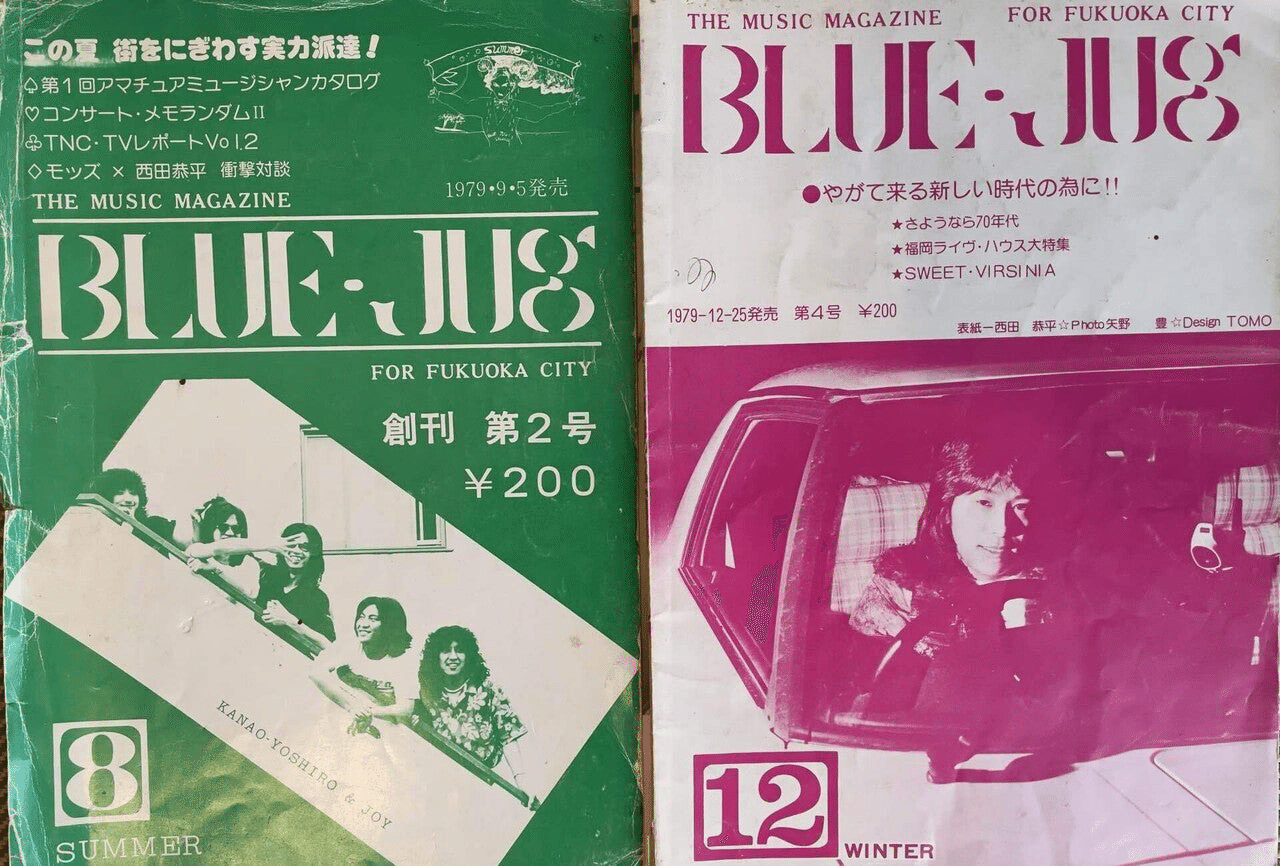 この夏 街をにぎわす実力派達!
♤第1回アマチュアミュージシャンカタログ
♡コンサート・メモランダムII
♧TNC・TVレポートVol.2
◇モッズ × 西田恭平 衝撃対談
summer
1979・9・5発売
THE MUSIC MAGAZINE
BLUE・JUg
FOR FUKUOKA CITY
創刊 第2号
¥200
KANAO-YOSHIRO & JOY
8
SUMMER
THE MUSIC MAGAZINE FOR FUKUOKA CITY
BLUE・JUg
●やがて来る新しい時代の為に!!
★さようなら70年代
★福岡ライヴ・ハウス大特集
★SWEET・VIRSINIA
1979-12-25発売 第4号 ¥200
表紙ー西田 恭平☆Photo矢野 豊☆Design TOMO
12
WINTER